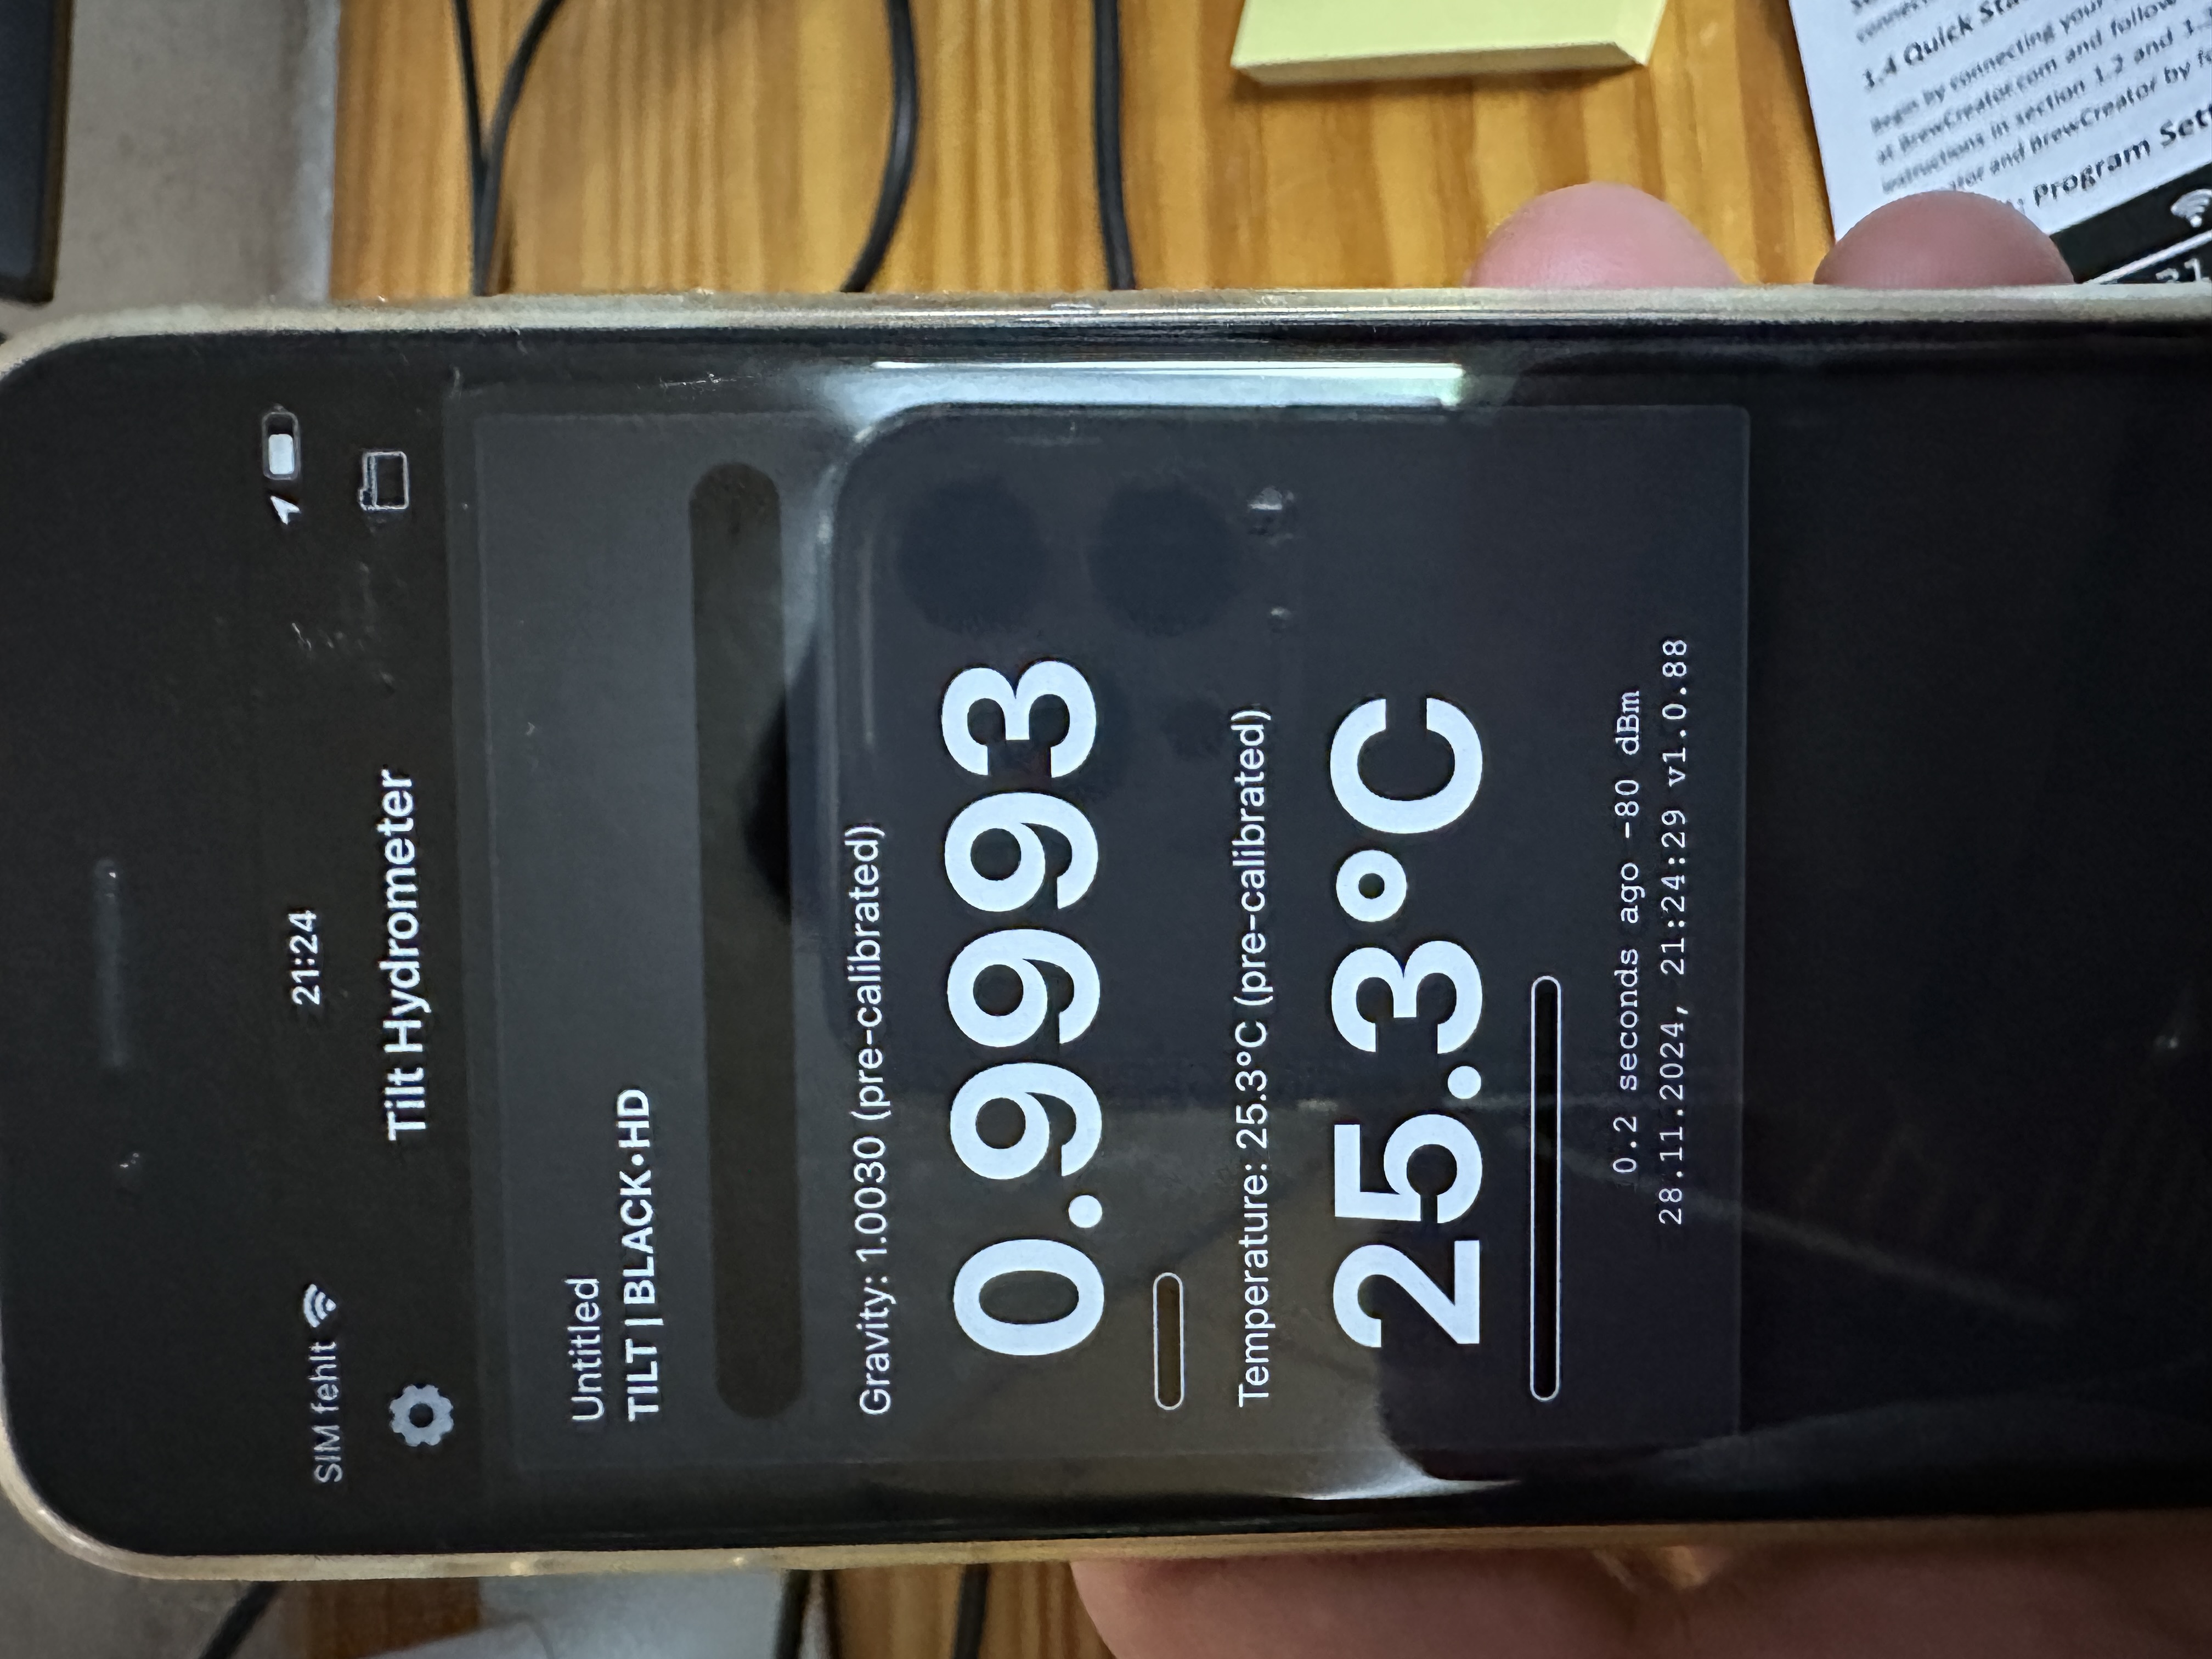 SIM fehlt
21:24
Tilt Hydrometer
Untitled
TILT | BLACK•HD
Gravity: 1.0030 (pre-calibrated)
0.9993
Temperature: 25.3°C (pre-calibrated)
25.3°C
0.2 seconds ago -80 dBm
28.11.2024, 21:24:29 v1.0.88
1.4 Quick Sta
Begin by connecting your
at BrewCreator.com and follow
instructions in section 1.2 and 1.3
and BrewCreator by fo
Program Sett